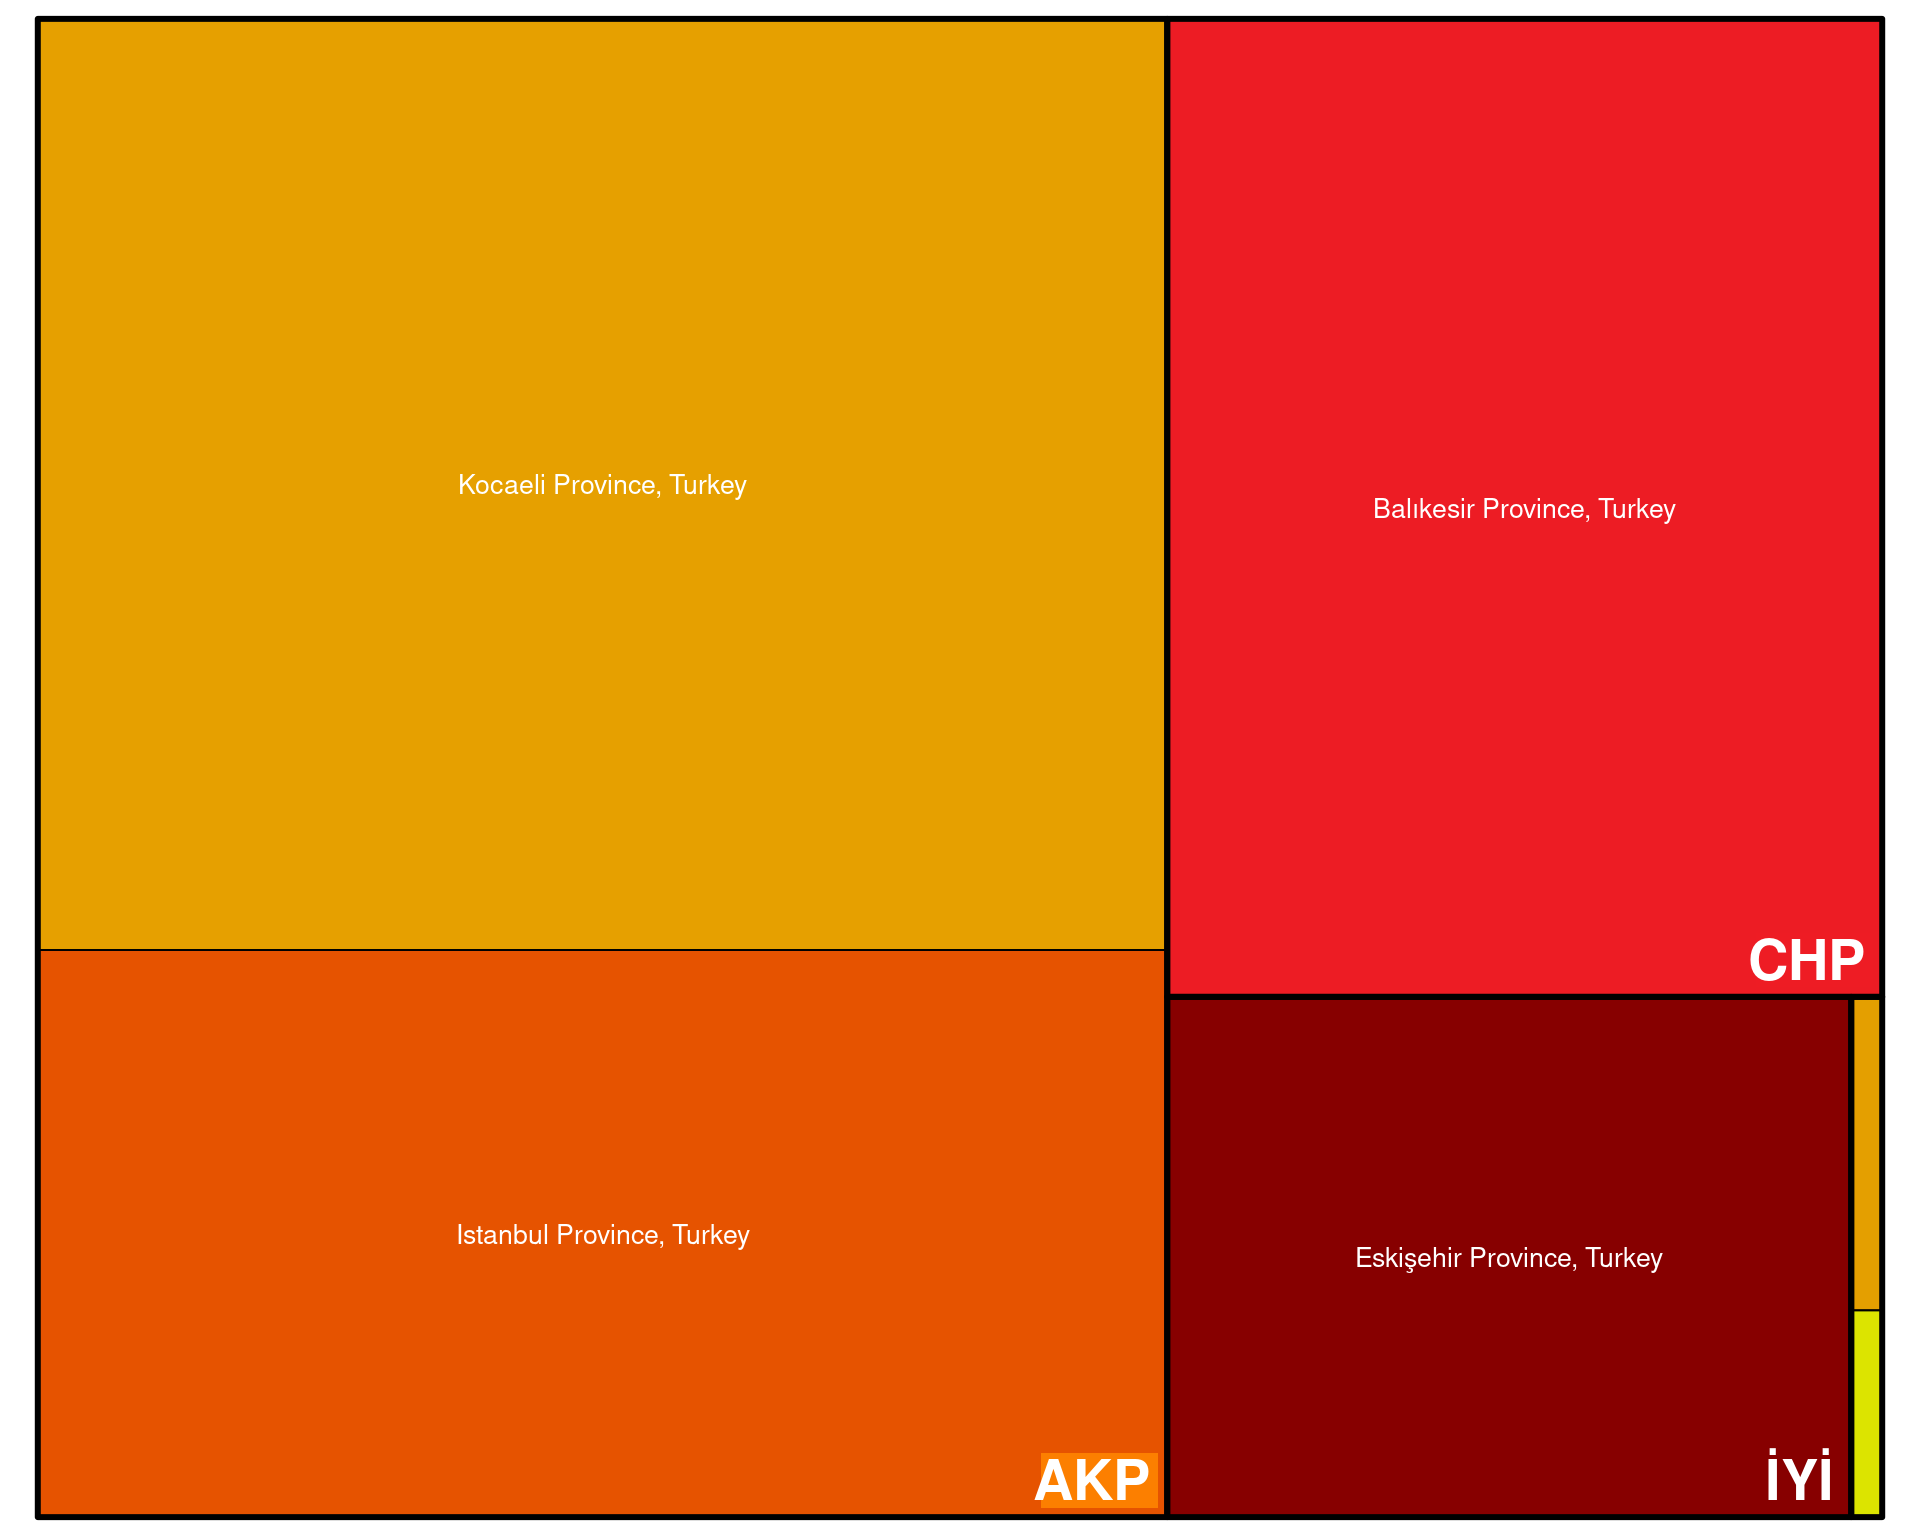 Kocaeli Province, Turkey
Istanbul Province, Turkey
AKP
Balıkesir Province, Turkey
CHP
Eskişehir Province, Turkey
İYİ